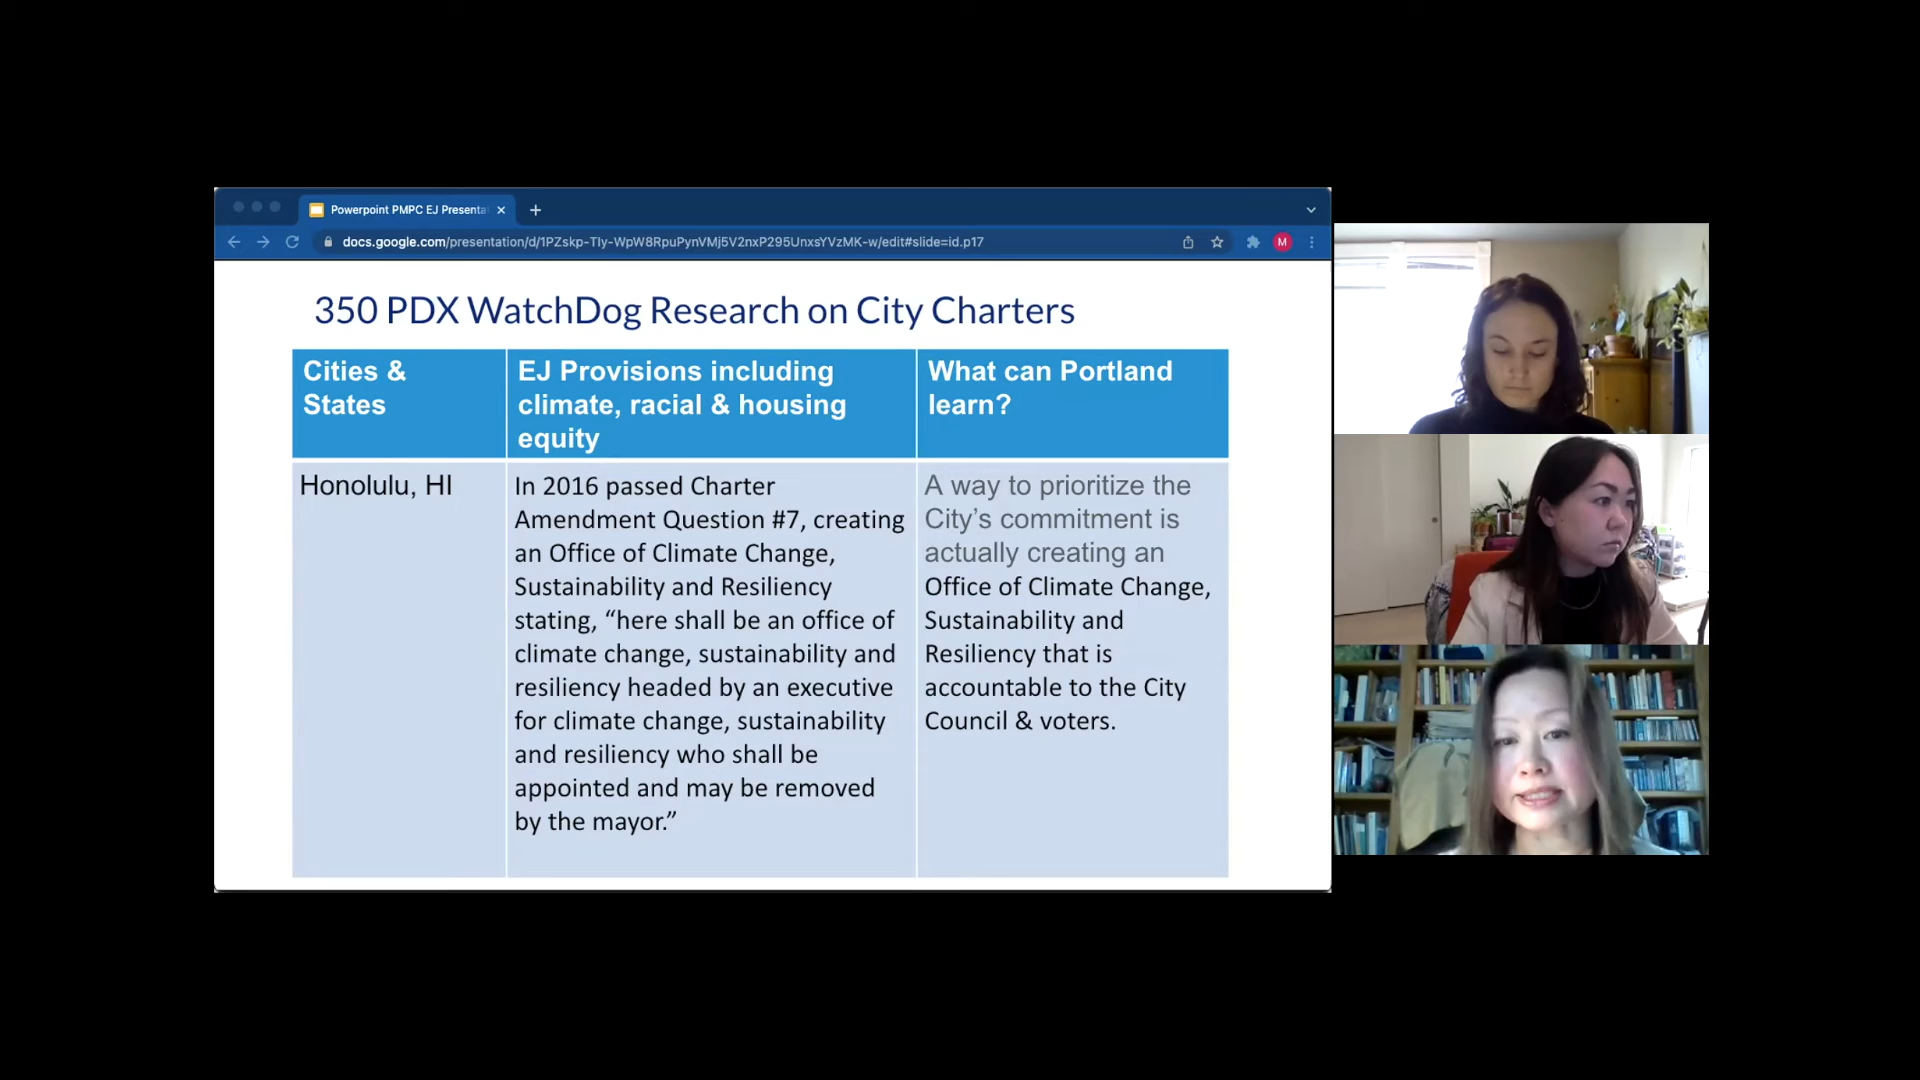 Powerpoint PMPC EJ Presenta
docs.google.com/presentation/d/1PZskp-Tly-WpW8RpuPynVMj5V2nxP295UnxsYVzMK-w/edit#slide=id.p17
M
350 PDX WatchDog Research on City Charters
Cities &
States
EJ Provisions including
climate, racial & housing
equity
What can Portland
learn?
Honolulu, HI
In 2016 passed Charter
Amendment Question #7, creating
an Office of Climate Change,
Sustainability and Resiliency
stating, “here shall be an office of
climate change, sustainability and
resiliency headed by an executive
for climate change, sustainability
and resiliency who shall be
appointed and may be removed
by the mayor.”
A way to prioritize the
City’s commitment is
actually creating an
Office of Climate Change,
Sustainability and
Resiliency that is
accountable to the City
Council & voters.